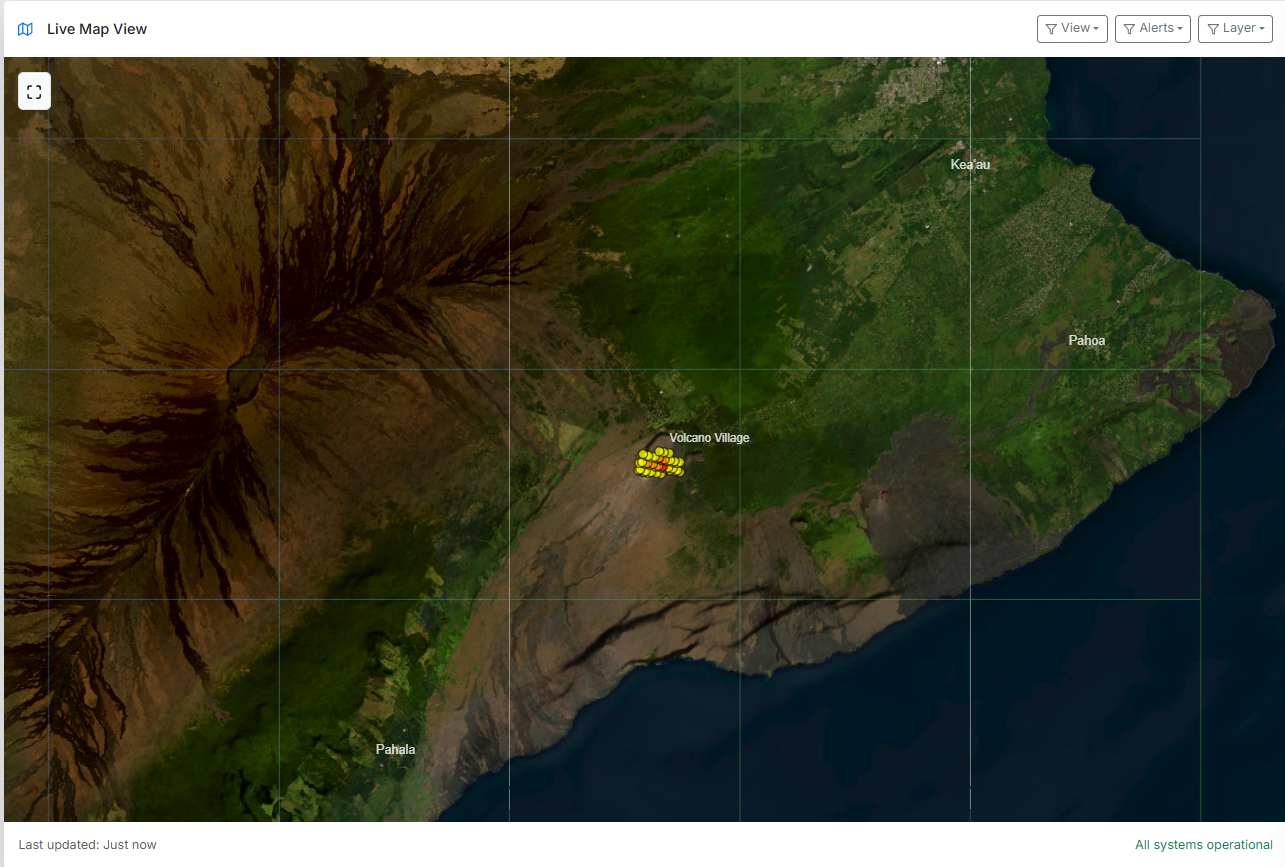 Live Map View
View
Alerts
Layer
Kea'au
Pahoa
Volcano Village
Pahala
Last updated: Just now
All systems operational